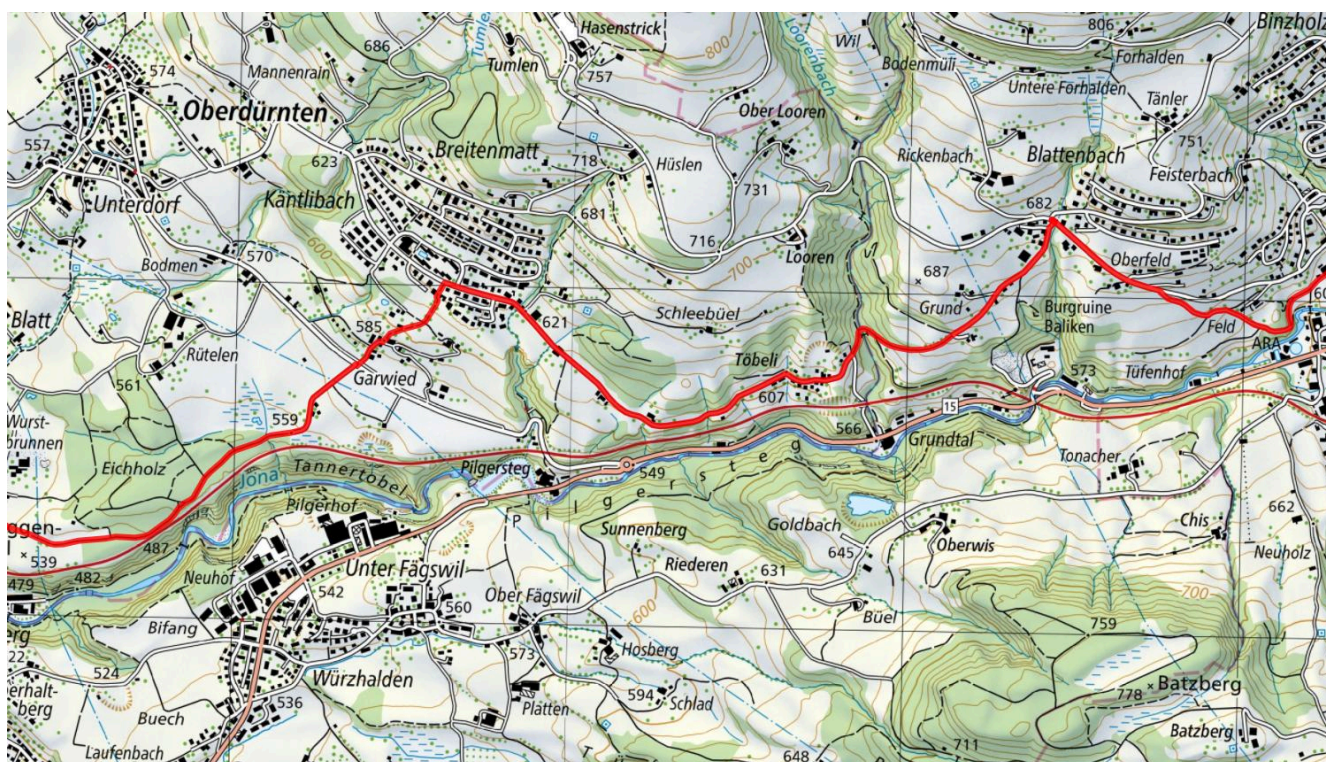 Hasenstrick
Binzholz
806
686
Tumlen
800
Wil
Forhalden
Loorenbach
574
Mannenrain
Tumlen
757
Bodenmüli
Untere Forhalden
Oberdürnten
Ober Looren
Tänler
557
623
Breitenmatt
718
Hüslen
Rickenbach
Blattenbach
751
Feisterbach
Käntlibach
731
Unterdorf
681
682
600
716
Bodmen
570
Looren
700
687
Oberfeld
Blatt
585
621
Schleebüel
Grund
Burgruine
Baliken
Feld
Rütelen
Töbeli
ARA
561
Garwied
573
Tüfenhof
607
15
559
566
Grundtal
Eichholz
Jona
Tannertobel
Pilgersteg
549
Pilgersteg
Tonacher
Pilgerhof
Goldbach
Chis
662
539
487
Sunnenberg
Oberwis
479
482
Neuhof
Unter Fägswil
Riederen
631
645
Neuholz
542
Ober Fägswil
560
600
Büel
700
Bifang
759
573
Hosberg
524
Würzhalden
594
Schlad
778
Batzberg
536
Platten
Buech
Batzberg
Laufenbach
648
711